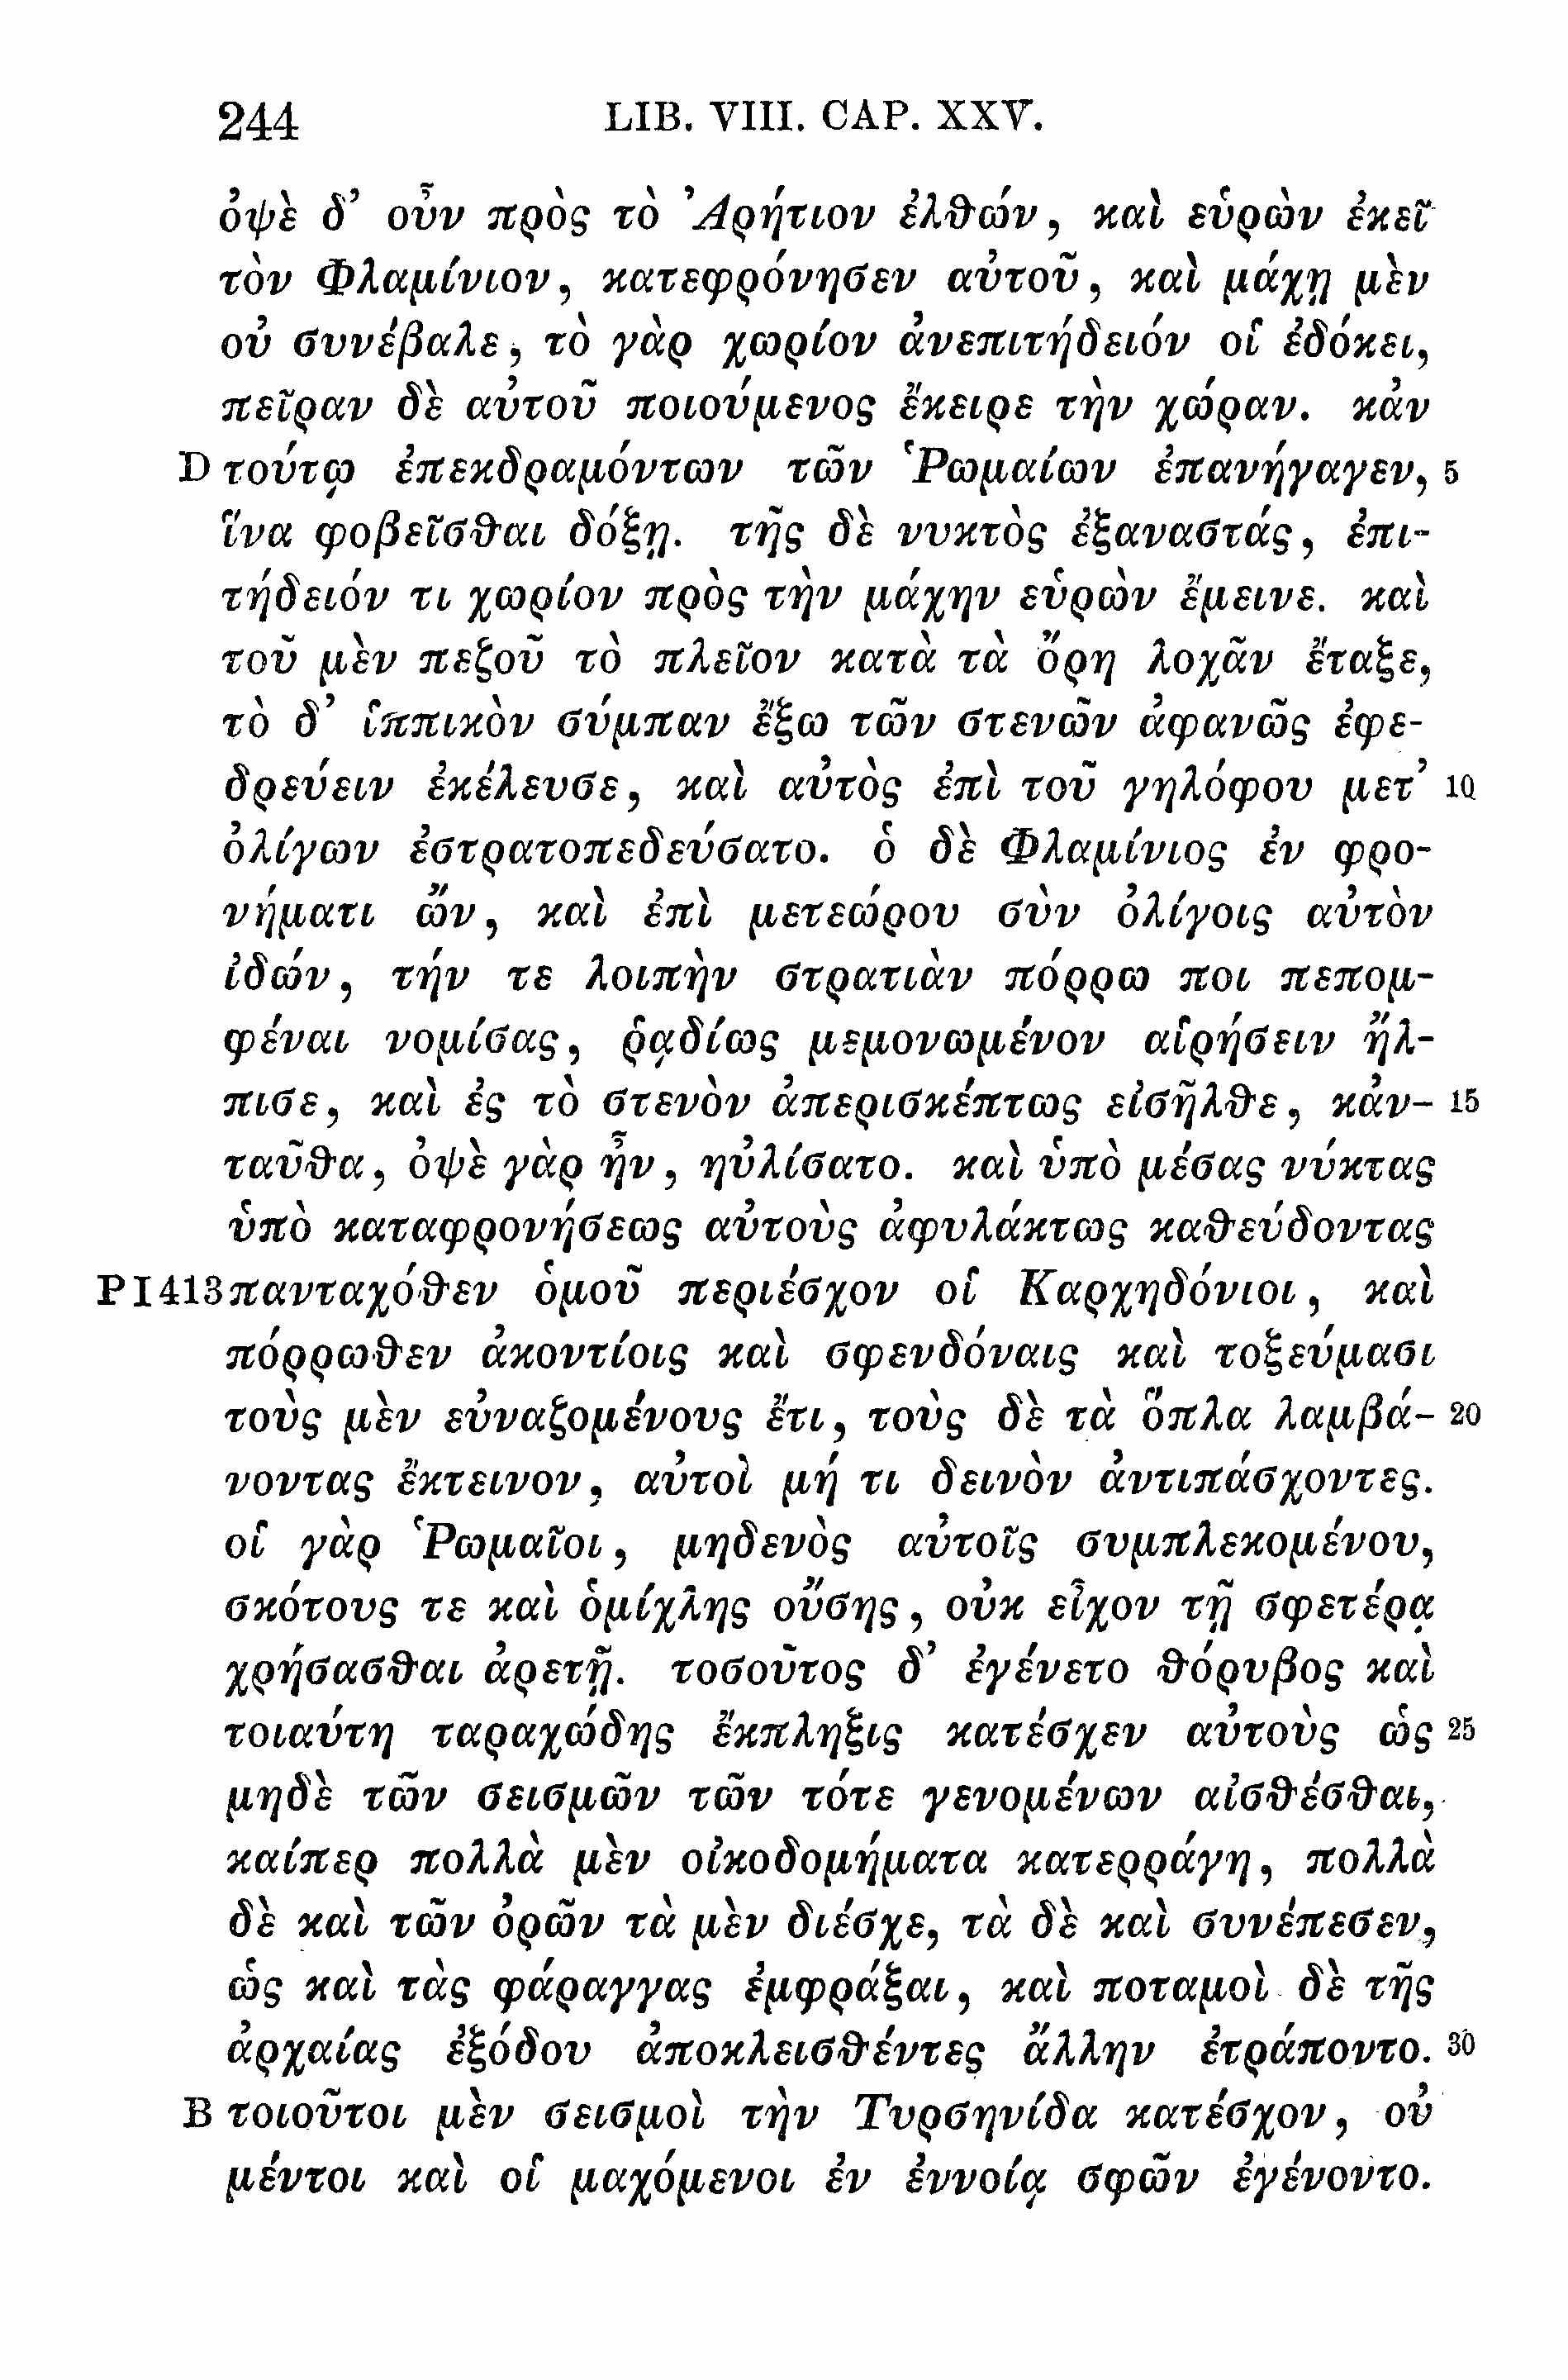 244 LIB. VIII. CAP. XXV.
ὀψὲ δ’ οὖν πρὸς τὸ Ἀρήτιον ἐλθών, καὶ εὑρὼν ἐκεῖ
τὸν Φλαμίνιον, κατεφρόνησεν αὐτοῦ, καὶ μάχῃ μὲν
οὐ συνέβαλε, τὸ γὰρ χωρίον ἀνεπιτήδειόν οἱ ἐδόκει,
πεῖραν δὲ αὐτοῦ ποιούμενος ἔκειρε τὴν χώραν. κἀν
D τούτῳ ἐπεκδραμόντων τῶν Ῥωμαίων ἐπανήγαγεν, 5
ἵνα φοβεῖσθαι δόξῃ. τῆς δὲ νυκτὸς ἐξαναστάς, ἐπι-
τήδειόν τι χωρίον πρὸς τὴν μάχην εὑρὼν ἔμεινε. καὶ
τοῦ μὲν πεζοῦ τὸ πλεῖον κατὰ τὰ ὄρη λοχᾶν ἔταξε,
τὸ δ’ ἱππικὸν σύμπαν ἔξω τῶν στενῶν ἀφανῶς ἐφε-
δρεύειν ἐκέλευσε, καὶ αὐτὸς ἐπὶ τοῦ γηλόφου μετ’ 10
ὀλίγων ἐστρατοπεδεύσατο. ὁ δὲ Φλαμίνιος ἐν φρο-
νήματι ὤν, καὶ ἐπὶ μετεώρου σὺν ὀλίγοις αὐτὸν
ἰδών, τήν τε λοιπὴν στρατιὰν πόρρω ποι πεπομ-
φέναι νομίσας, ῥᾳδίως μεμονωμένον αἱρήσειν ἤλ-
πισε, καὶ ἐς τὸ στενὸν ἀπερισκέπτως εἰσῆλθε, κἀν- 15
ταῦθα, ὀψὲ γὰρ ἦν, ηὐλίσατο. καὶ ὑπὸ μέσας νύκτας
ὑπὸ καταφρονήσεως αὐτοὺς ἀφυλάκτως καθεύδοντας
P I 413 πανταχόθεν ὁμοῦ περιέσχον οἱ Καρχηδόνιοι, καὶ
πόρρωθεν ἀκοντίοις καὶ σφενδόναις καὶ τοξεύμασι
τοὺς μὲν εὐναζομένους ἔτι, τοὺς δὲ τὰ ὅπλα λαμβά- 20
νοντας ἔκτεινον, αὐτοὶ μή τι δεινὸν ἀντιπάσχοντες.
οἱ γὰρ Ῥωμαῖοι, μηδενὸς αὐτοῖς συμπλεκομένου,
σκότους τε καὶ ὁμίχλης οὔσης, οὐκ εἶχον τῇ σφετέρᾳ
χρήσασθαι ἀρετῇ. τοσοῦτος δ’ ἐγένετο θόρυβος καὶ
τοιαύτη ταραχώδης ἔκπληξις κατέσχεν αὐτοὺς ὡς 25
μηδὲ τῶν σεισμῶν τῶν τότε γενομένων αἰσθέσθαι,
καίπερ πολλὰ μὲν οἰκοδομήματα κατερράγη, πολλὰ
δὲ καὶ τῶν ὀρῶν τὰ μὲν διέσχε, τὰ δὲ καὶ συνέπεσεν,
ὡς καὶ τὰς φάραγγας ἐμφράξαι, καὶ ποταμοὶ δὲ τῆς
ἀρχαίας ἐξόδου ἀποκλεισθέντες ἄλλην ἐτράποντο. 30
B τοιοῦτοι μὲν σεισμοὶ τὴν Τυρσηνίδα κατέσχον, οὐ
μέντοι καὶ οἱ μαχόμενοι ἐν ἐννοίᾳ σφῶν ἐγένοντο.